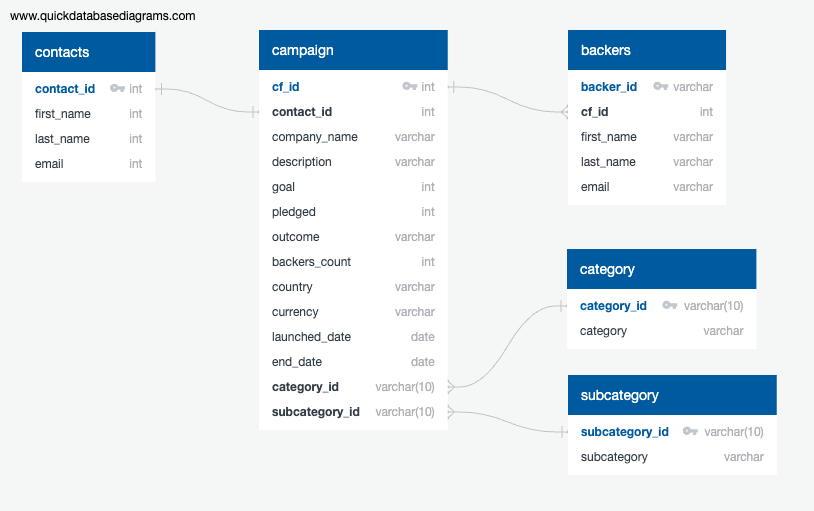 www.quickdatabasediagrams.com
contacts
contact_id int
first_name int
last_name int
email int
campaign
cf_id int
contact_id int
company_name varchar
description varchar
goal int
pledged int
outcome varchar
backers_count int
country varchar
currency varchar
launched_date date
end_date date
category_id varchar(10)
subcategory_id varchar(10)
backers
backer_id varchar
cf_id int
first_name varchar
last_name varchar
email varchar
category
category_id varchar(10)
category varchar
subcategory
subcategory_id varchar(10)
subcategory varchar